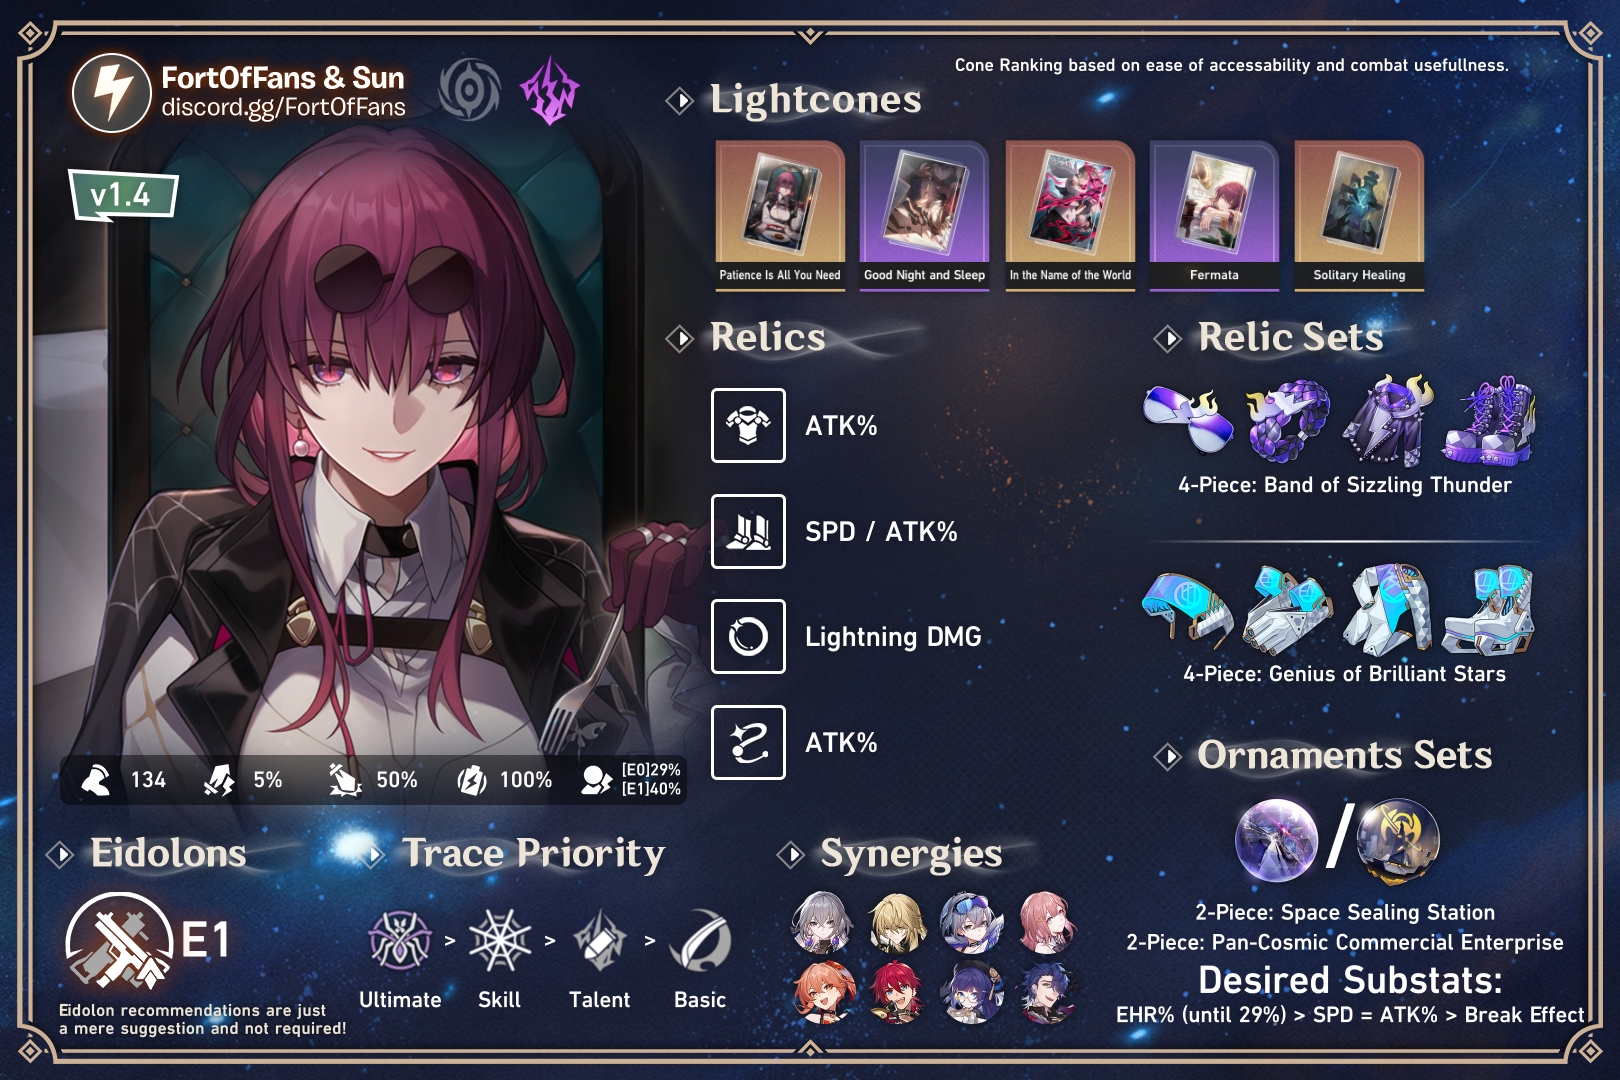 FortOfFans & Sun
discord.gg/FortOfFans
v1.4
134
5%
50%
100%
[E0]29%
[E1]40%
Eidolons
E1
Eidolon recommendations are just
a mere suggestion and not required!
Trace Priority
> > >
Ultimate Skill Talent Basic
Cone Ranking based on ease of accessability and combat usefullness.
Lightcones
Patience Is All You Need
Good Night and Sleep
In the Name of the World
Fermata
Solitary Healing
Relics
ATK%
SPD / ATK%
Lightning DMG
ATK%
Synergies
Relic Sets
4-Piece: Band of Sizzling Thunder
4-Piece: Genius of Brilliant Stars
Ornaments Sets
/
2-Piece: Space Sealing Station
2-Piece: Pan-Cosmic Commercial Enterprise
Desired Substats:
EHR% (until 29%) > SPD = ATK% > Break Effect